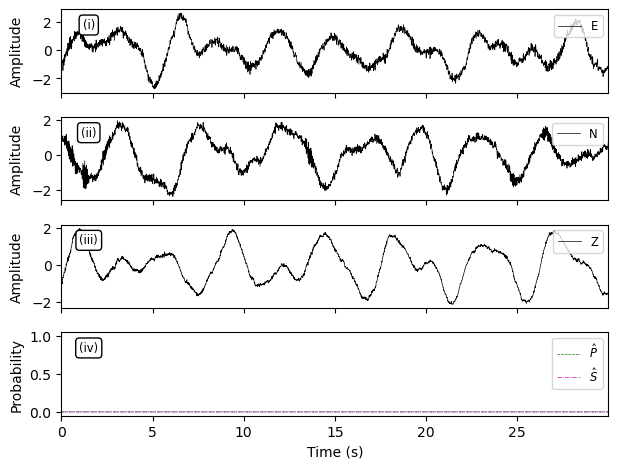 Amplitude
2
0
−2
(i)
E
Amplitude
2
0
−2
(ii)
N
Amplitude
2
0
−2
(iii)
Z
Probability
1.0
0.5
0.0
(iv)
P̂
Ŝ
0 5 10 15 20 25
Time (s)